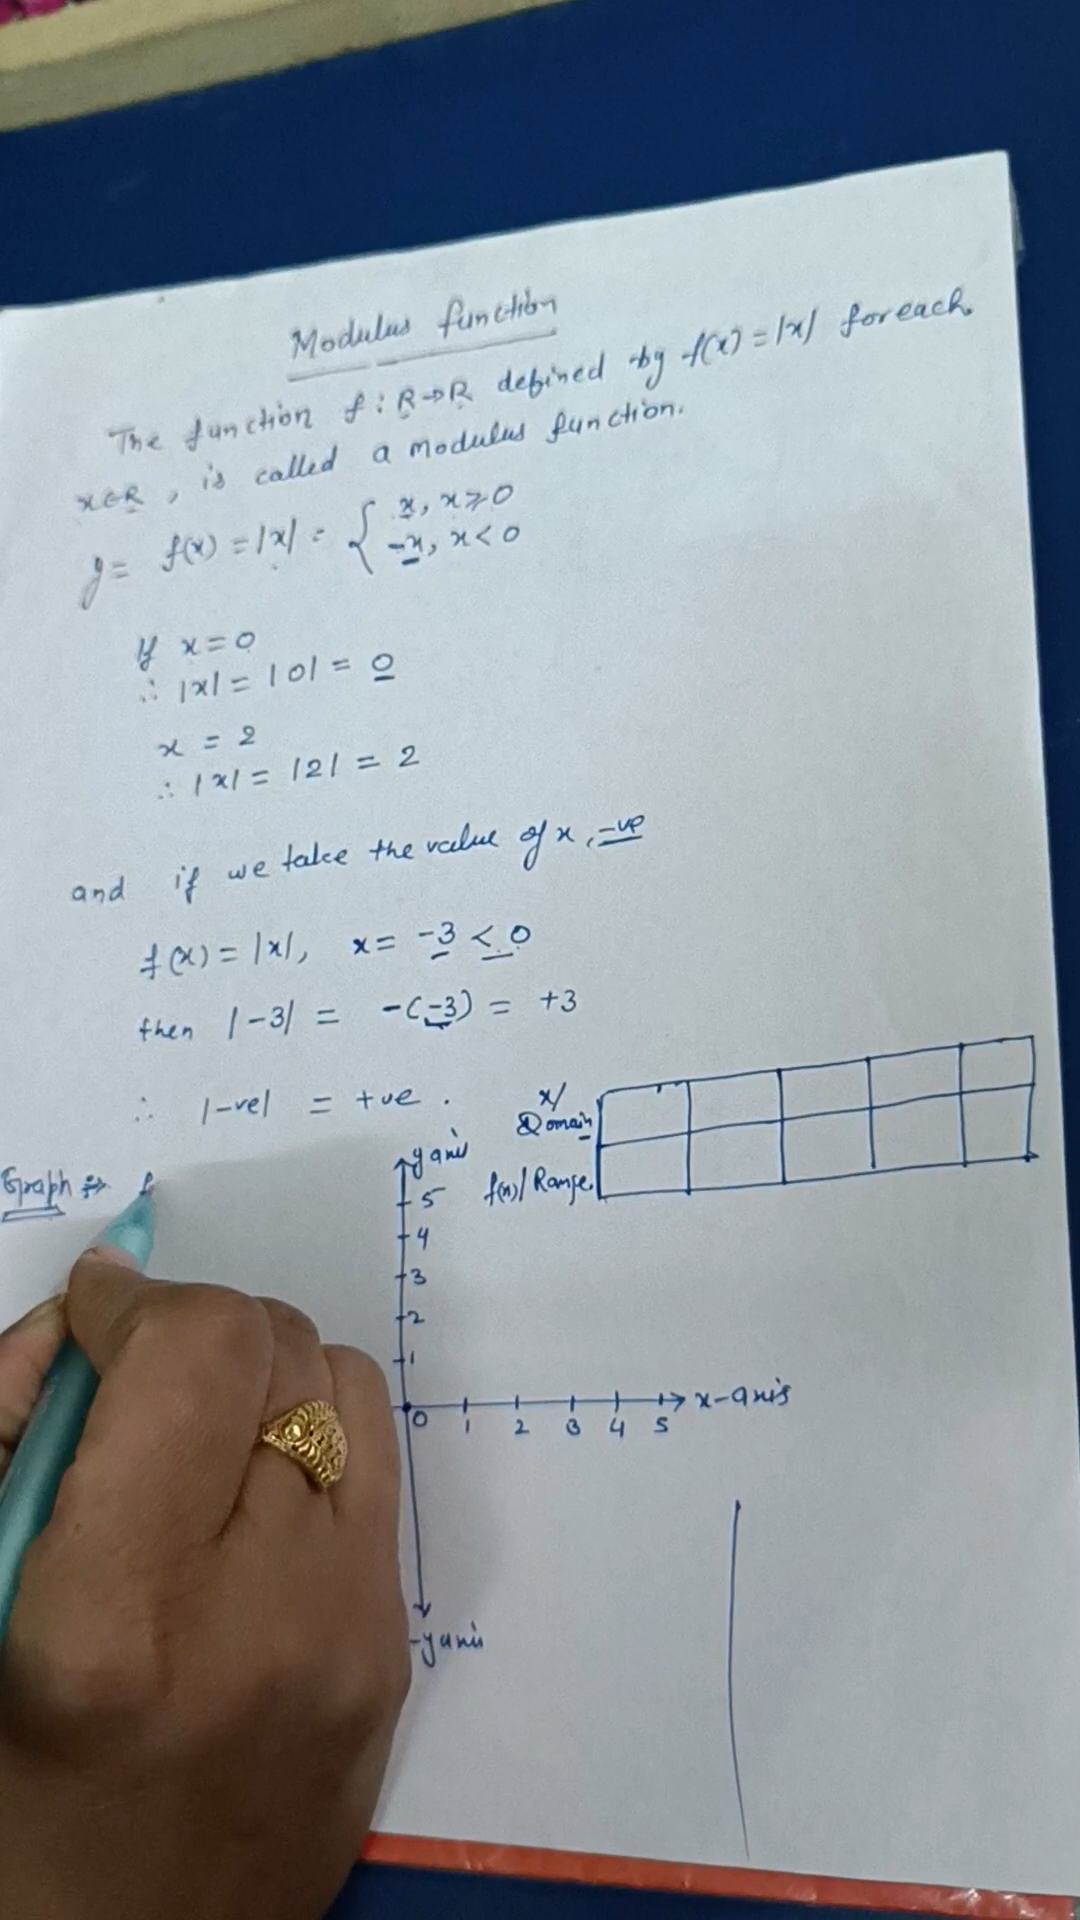 Modulus function
The function f : R→R defined by f(x) = |x| for each
x∈R, is called a modulus function.
y = f(x) = |x| = { x, x ≥ 0
-x, x < 0
If x = 0
∴ |x| = |0| = 0
x = 2
∴ |x| = |2| = 2
and if we take the value of x, -ve
f(x) = |x|, x = -3 < 0
then |-3| = -(-3) = +3
∴ |-ve| = +ve .
x/
Domain
f(x)/Range
Graph ⇒ f
y axis
5
4
3
2
1
0 1 2 3 4 5 x-axis
-y axis